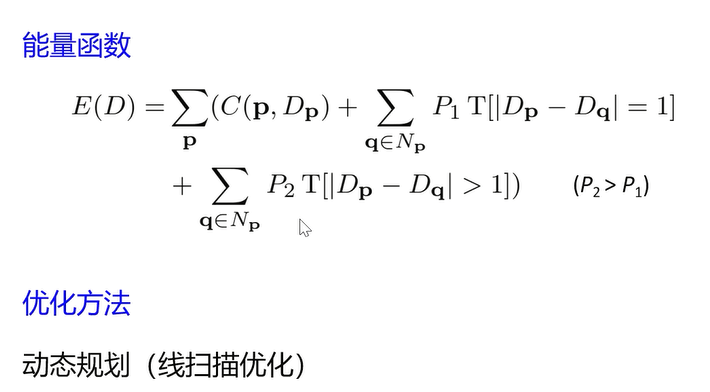 能量函数
E(D) = ∑_p (C(p, D_p) + ∑_{q∈N_p} P_1 T[|D_p − D_q| = 1]
+ ∑_{q∈N_p} P_2 T[|D_p − D_q| > 1]) (P_2 > P_1)
优化方法
动态规划（线扫描优化）